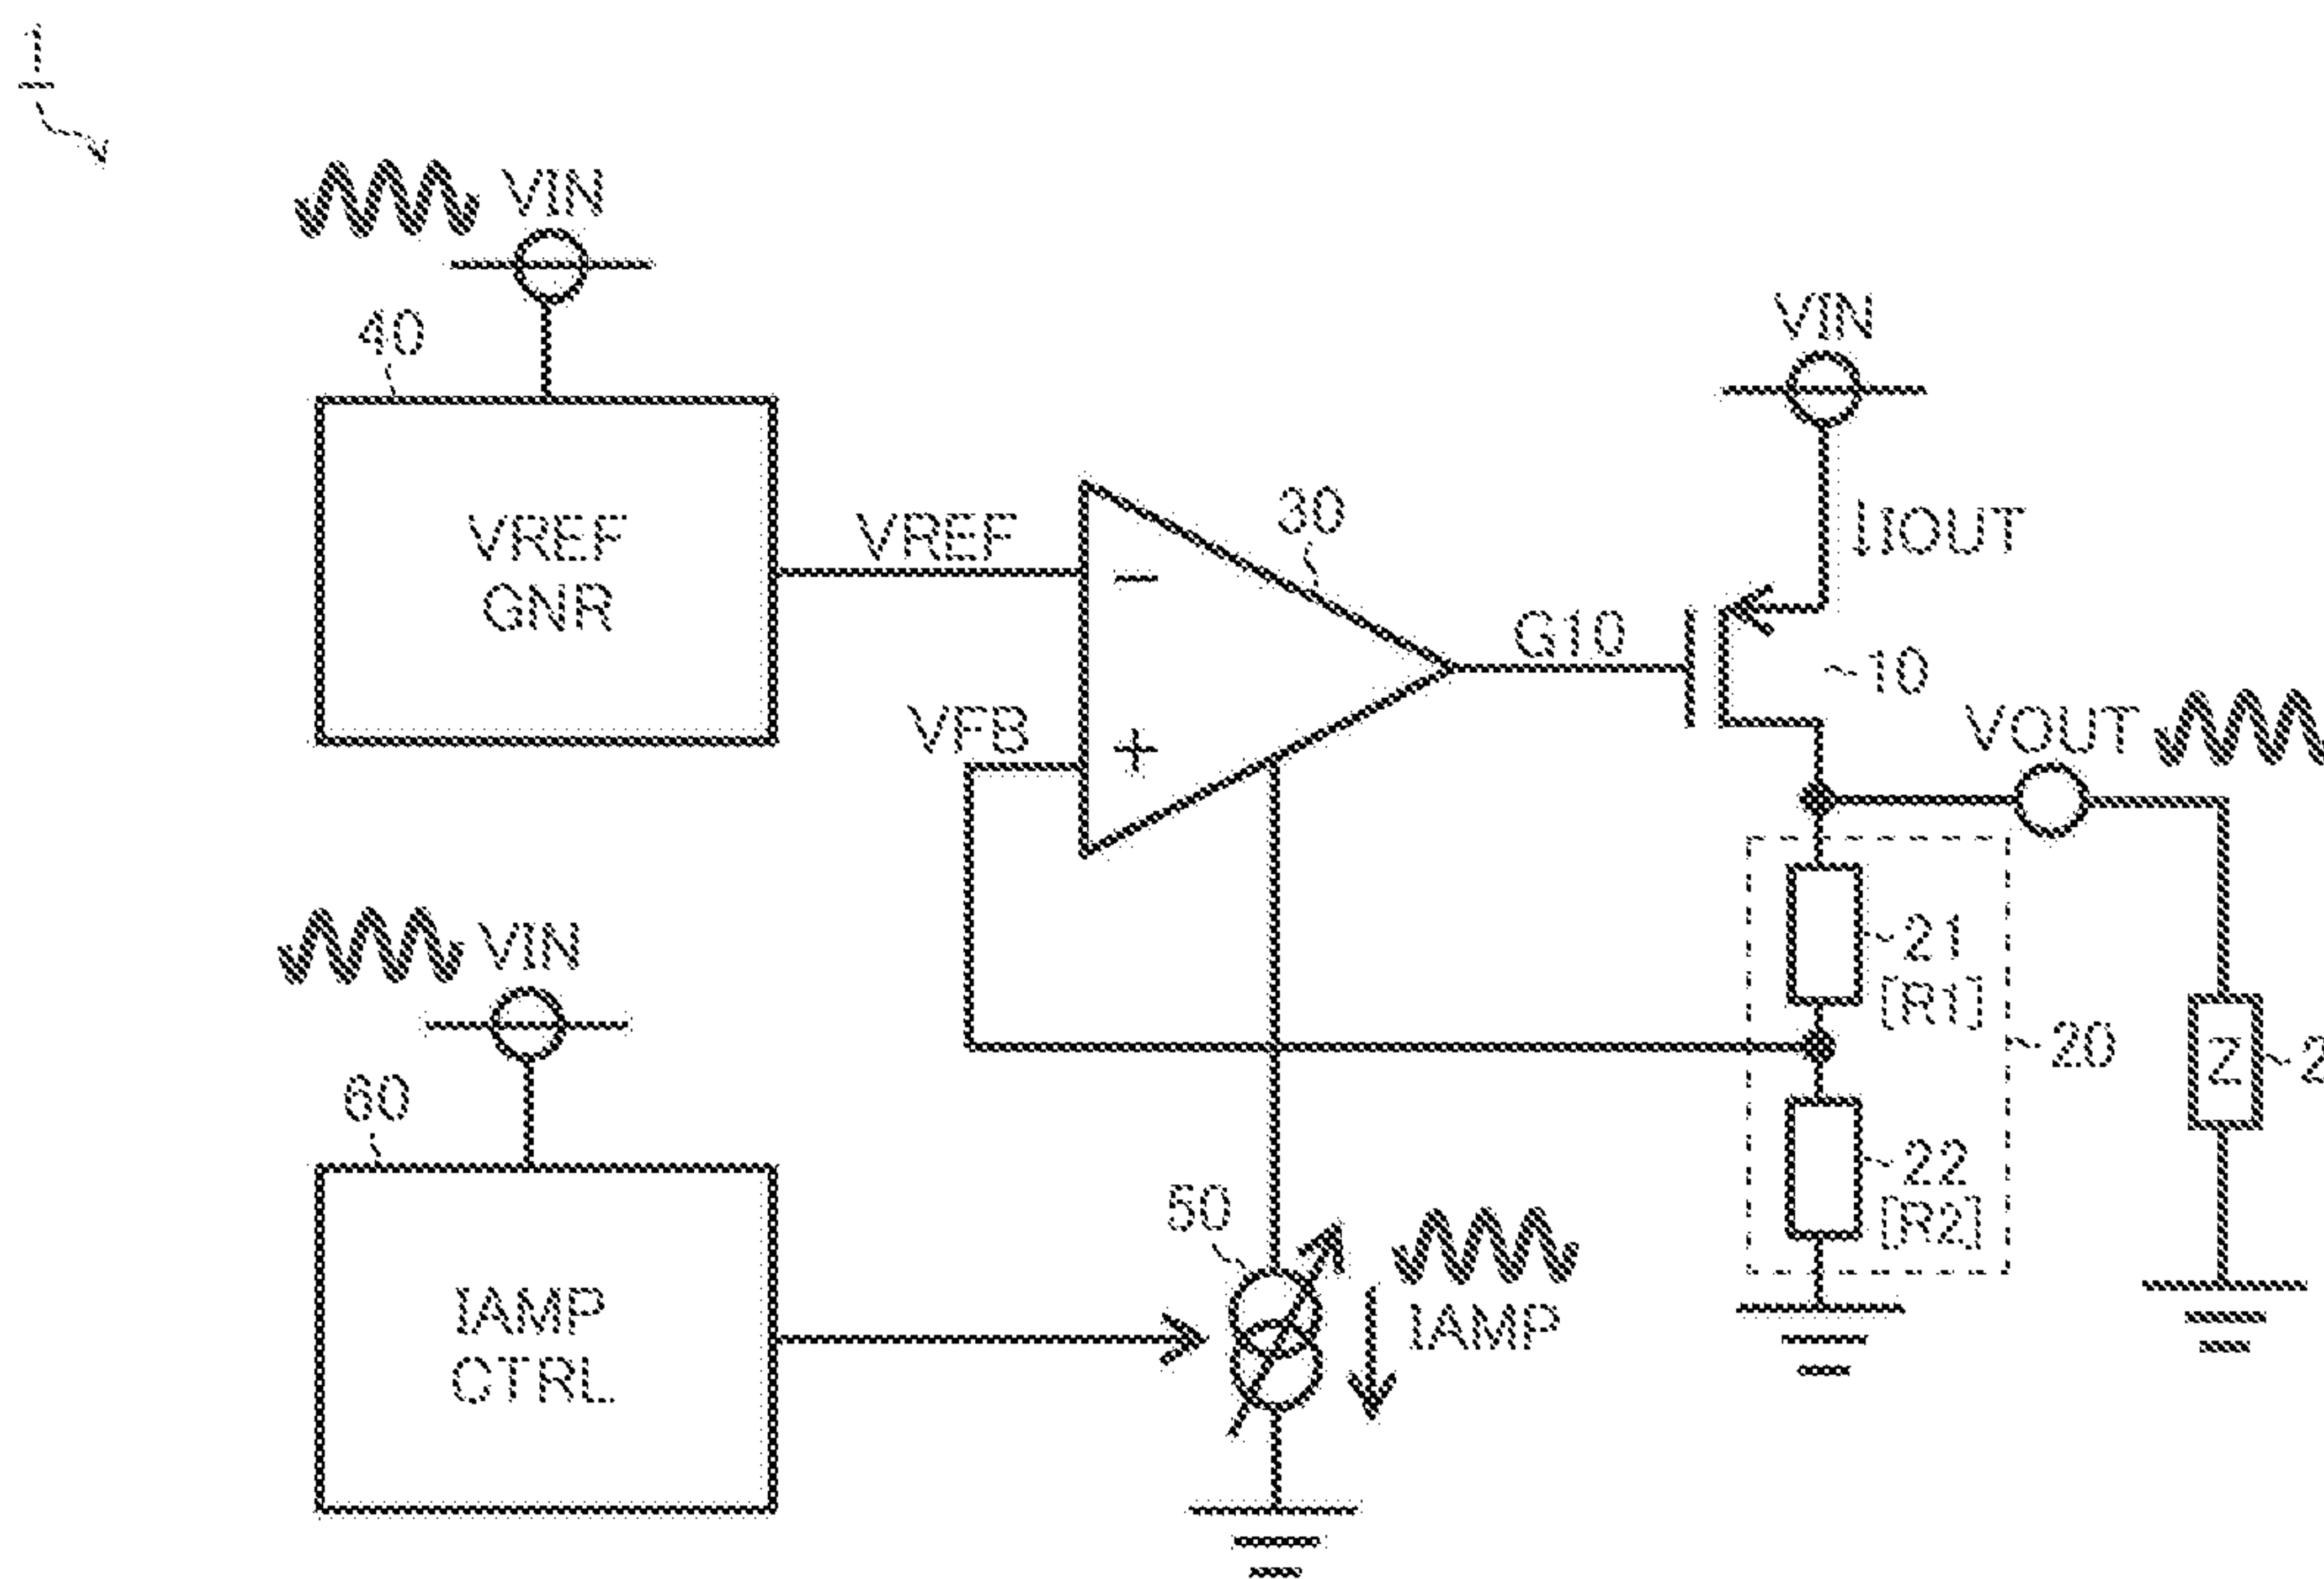 1
VIN
40
VREF
GNR
VREF
−
30
VFB
+
G10
VIN
IOUT
~10
VOUT
21
[R1]
20
Z
2
22
[R2]
VIN
60
IAMP
CTRL
50
IAMP